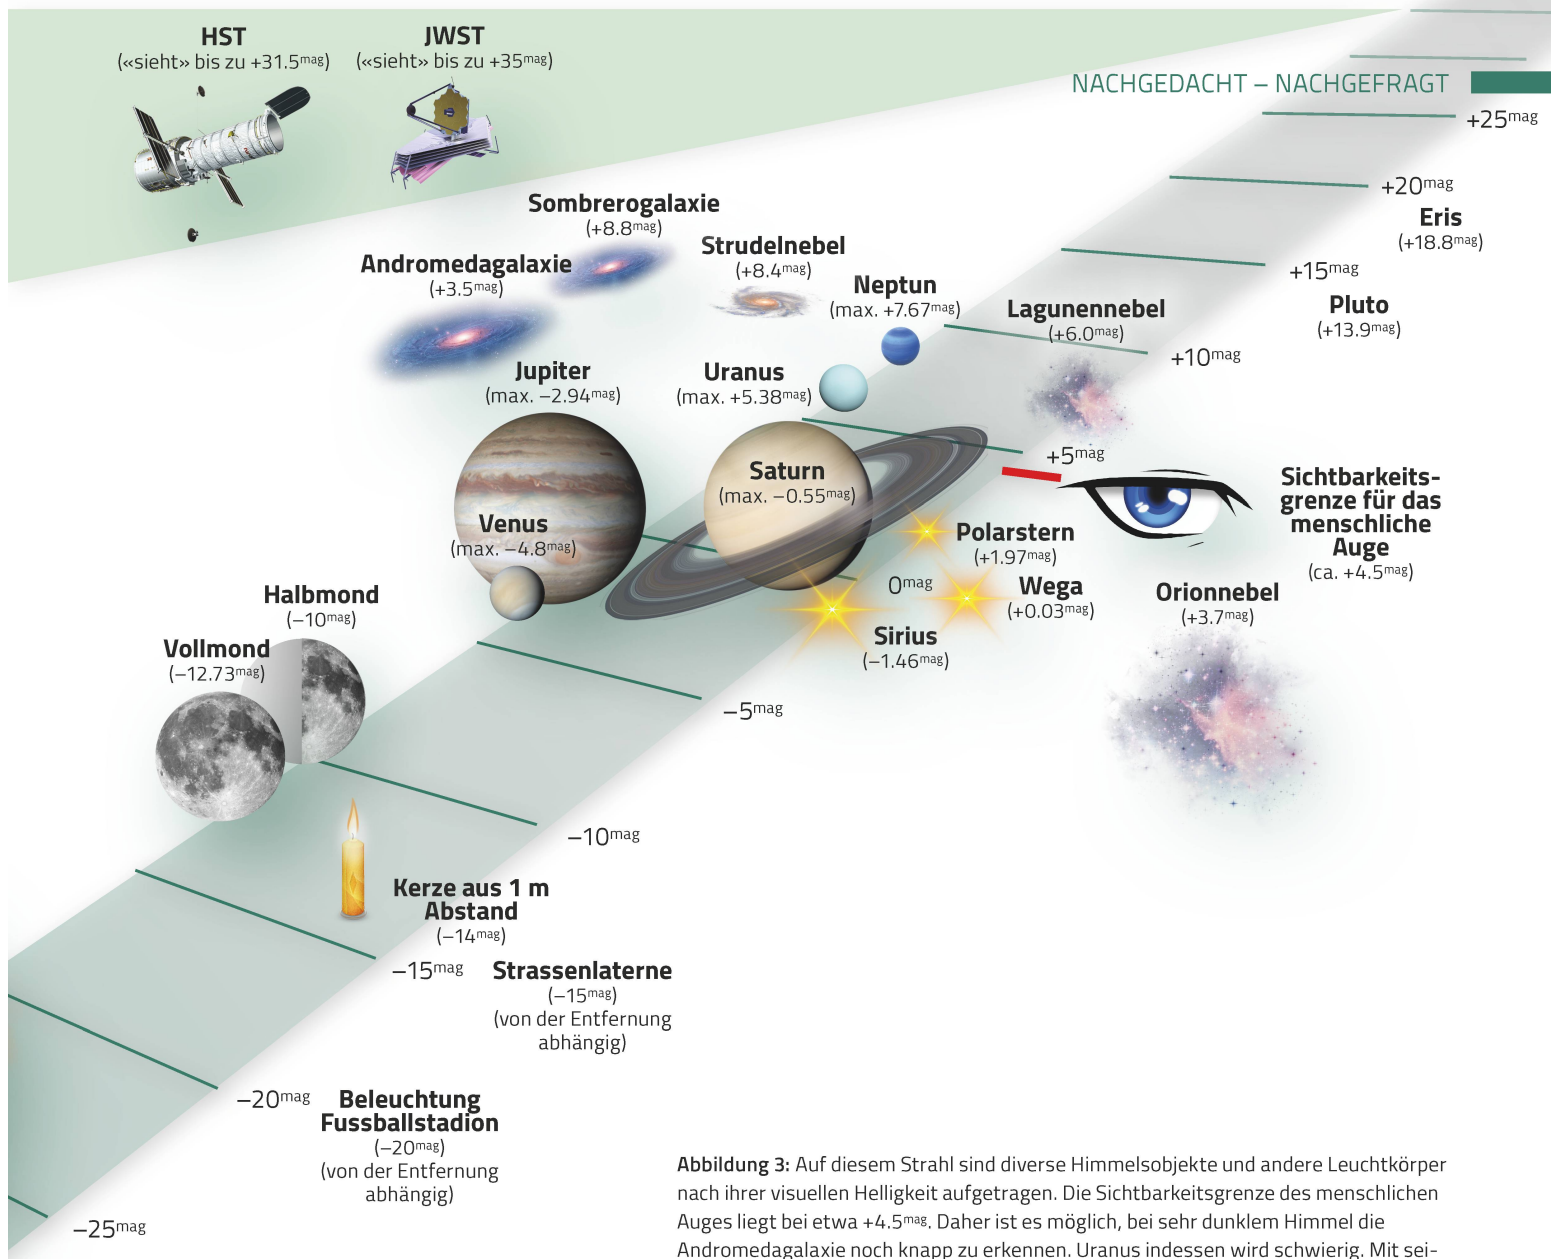 HST
(«sieht» bis zu +31.5mag)
JWST
(«sieht» bis zu +35mag)
NACHGEDACHT – NACHGEFRAGT
+25mag
+20mag
Eris
(+18.8mag)
+15mag
Pluto
(+13.9mag)
Sombrerogalaxie
(+8.8mag)
Strudelnebel
(+8.4mag)
Andromedagalaxie
(+3.5mag)
Neptun
(max. +7.67mag)
Lagunennebel
(+6.0mag)
+10mag
Jupiter
(max. –2.94mag)
Uranus
(max. +5.38mag)
+5mag
Saturn
(max. –0.55mag)
Sichtbarkeits-
grenze für das
menschliche
Auge
(ca. +4.5mag)
Venus
(max. –4.8mag)
Polarstern
(+1.97mag)
0mag
Wega
(+0.03mag)
Orionnebel
(+3.7mag)
Sirius
(–1.46mag)
Halbmond
(–10mag)
Vollmond
(–12.73mag)
–5mag
–10mag
Kerze aus 1 m
Abstand
(–14mag)
–15mag
Strassenlaterne
(–15mag)
(von der Entfernung
abhängig)
–20mag
Beleuchtung
Fussballstadion
(–20mag)
(von der Entfernung
abhängig)
–25mag
Abbildung 3: Auf diesem Strahl sind diverse Himmelsobjekte und andere Leuchtkörper
nach ihrer visuellen Helligkeit aufgetragen. Die Sichtbarkeitsgrenze des menschlichen
Auges liegt bei etwa +4.5mag. Daher ist es möglich, bei sehr dunklem Himmel die
Andromedagalaxie noch knapp zu erkennen. Uranus indessen wird schwierig. Mit sei-